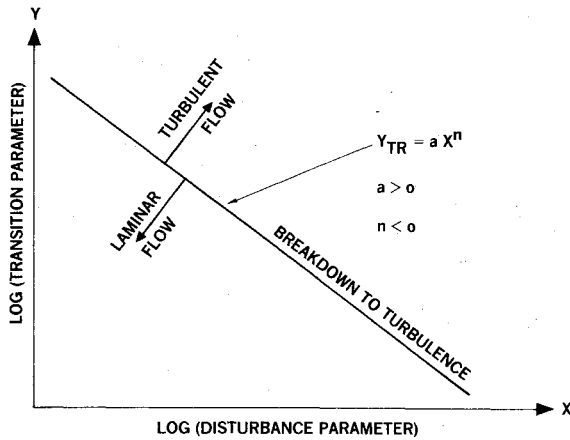 Y
LOG (TRANSITION PARAMETER)
TURBULENT
FLOW
LAMINAR
FLOW
Y_TR = a X^n
a > o
n < o
BREAKDOWN TO TURBULENCE
X
LOG (DISTURBANCE PARAMETER)